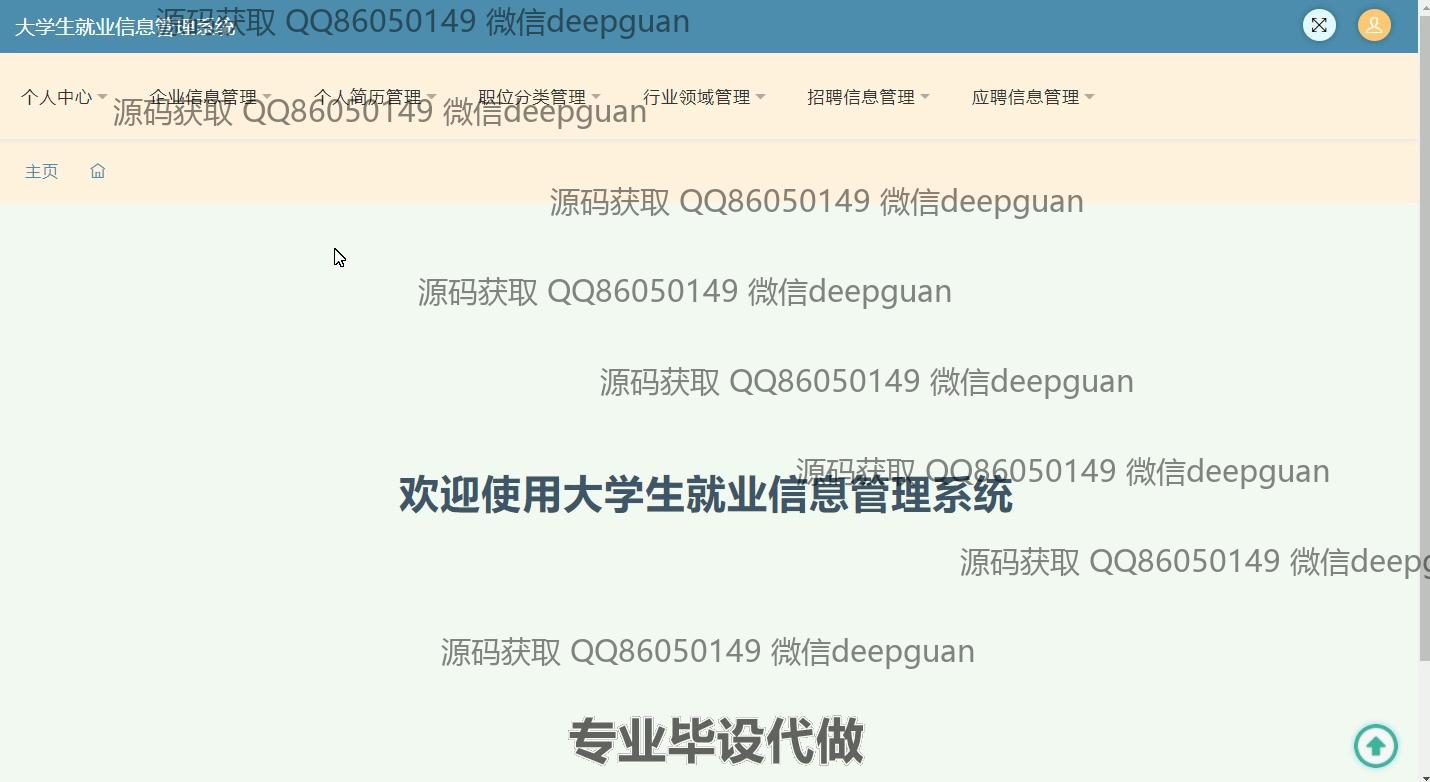 大学生就业信息管理系统
源码获取 QQ86050149 微信deepguan
个人中心 企业信息管理 个人简历管理 职位分类管理 行业领域管理 招聘信息管理 应聘信息管理
源码获取 QQ86050149 微信deepguan
主页
源码获取 QQ86050149 微信deepguan
源码获取 QQ86050149 微信deepguan
源码获取 QQ86050149 微信deepguan
源码获取 QQ86050149 微信deepguan
欢迎使用大学生就业信息管理系统
源码获取 QQ86050149 微信deepg
源码获取 QQ86050149 微信deepguan
专业毕设代做